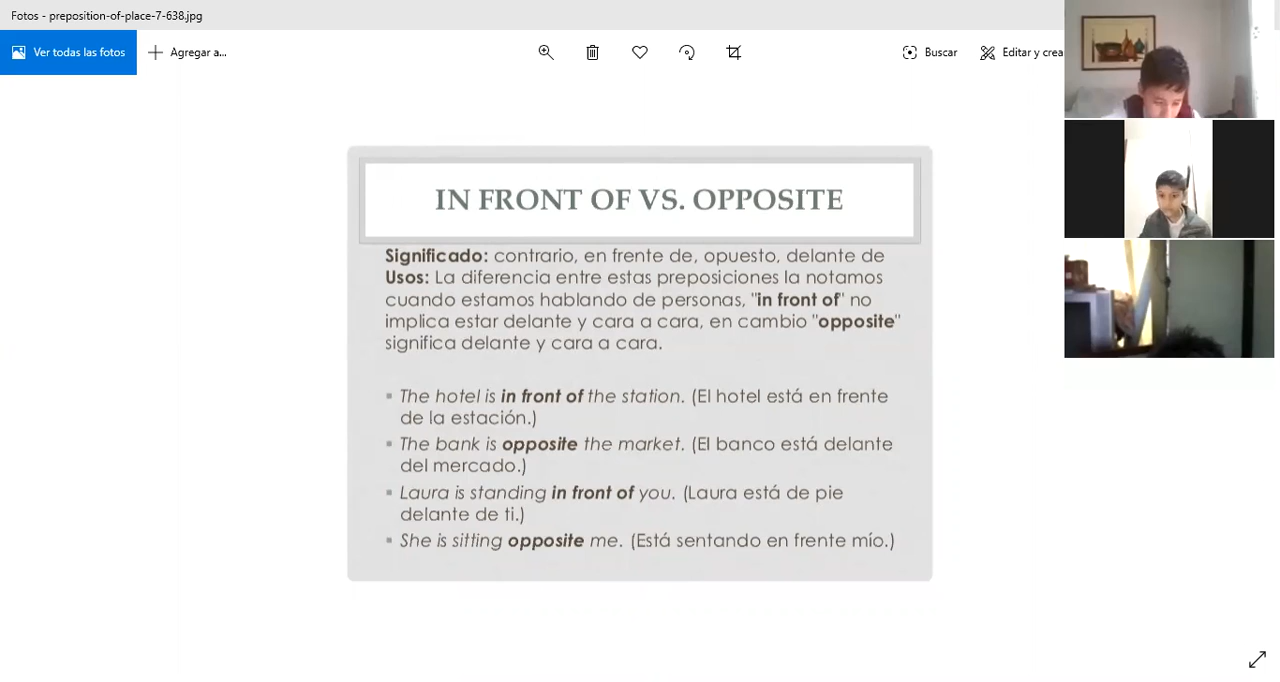 Fotos - preposition-of-place-7-638.jpg
Ver todas las fotos
Agregar a...
Buscar
Editar y crea
IN FRONT OF VS. OPPOSITE
Significado: contrario, en frente de, opuesto, delante de
Usos: La diferencia entre estas preposiciones la notamos
cuando estamos hablando de personas, "in front of" no
implica estar delante y cara a cara, en cambio "opposite"
significa delante y cara a cara.
▪ The hotel is in front of the station. (El hotel está en frente
de la estación.)
▪ The bank is opposite the market. (El banco está delante
del mercado.)
▪ Laura is standing in front of you. (Laura está de pie
delante de ti.)
▪ She is sitting opposite me. (Está sentando en frente mío.)